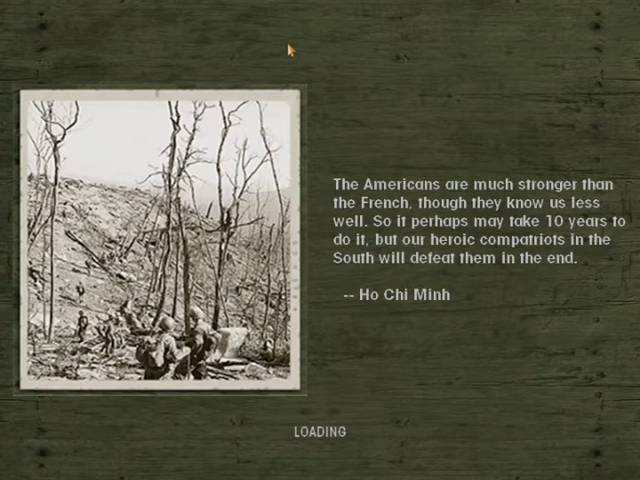 The Americans are much stronger than
the French, though they know us less
well. So it perhaps may take 10 years to
do it, but our heroic compatriots in the
South will defeat them in the end.
-- Ho Chi Minh
LOADING